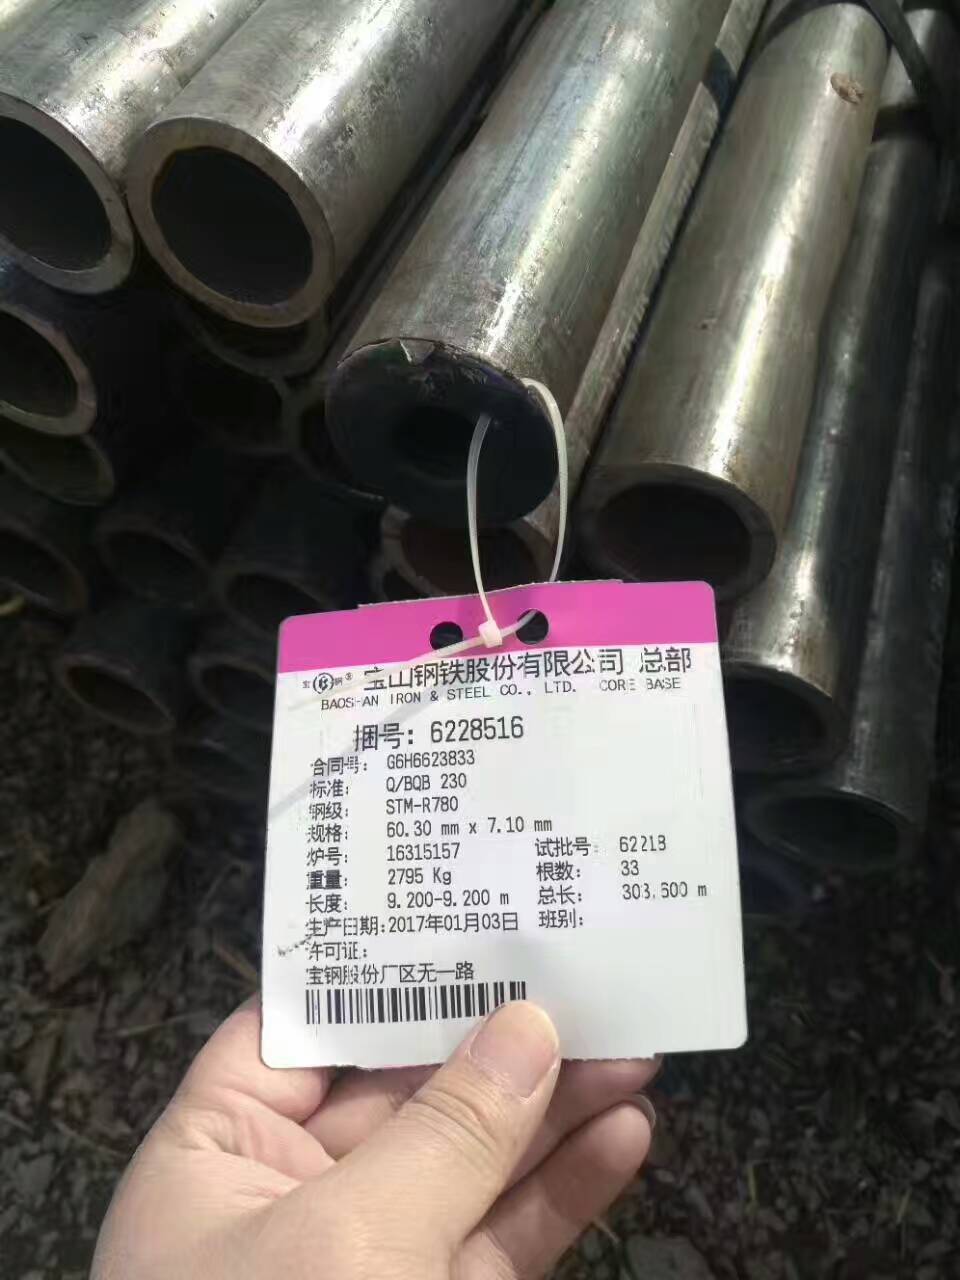 宝钢® 宝山钢铁股份有限公司 总部
BAOSHAN IRON & STEEL CO., LTD. CORE BASE
捆号: 6228516
合同号: G6H6623833
标准: Q/BQB 230
钢级: STM-R780
规格: 60.30 mm x 7.10 mm
炉号: 16315157 试批号: 6221B
重量: 2795 Kg 根数: 33
长度: 9.200-9.200 m 总长: 303.600 m
生产日期: 2017年01月03日 班别:
许可证:
宝钢股份厂区无一路